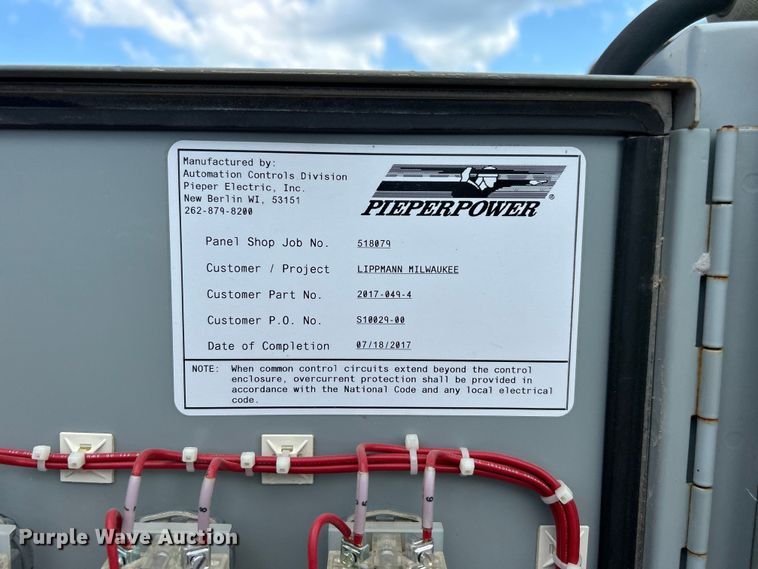 Manufactured by:
Automation Controls Division
Pieper Electric, Inc.
New Berlin WI, 53151
262-879-8200
PIEPERPOWER®
Panel Shop Job No. 518079
Customer / Project LIPPMANN MILWAUKEE
Customer Part No. 2017-049-4
Customer P.O. No. S10029-00
Date of Completion 07/18/2017
NOTE: When common control circuits extend beyond the control
enclosure, overcurrent protection shall be provided in
accordance with the National Code and any local electrical
code.
Purple Wave Auction